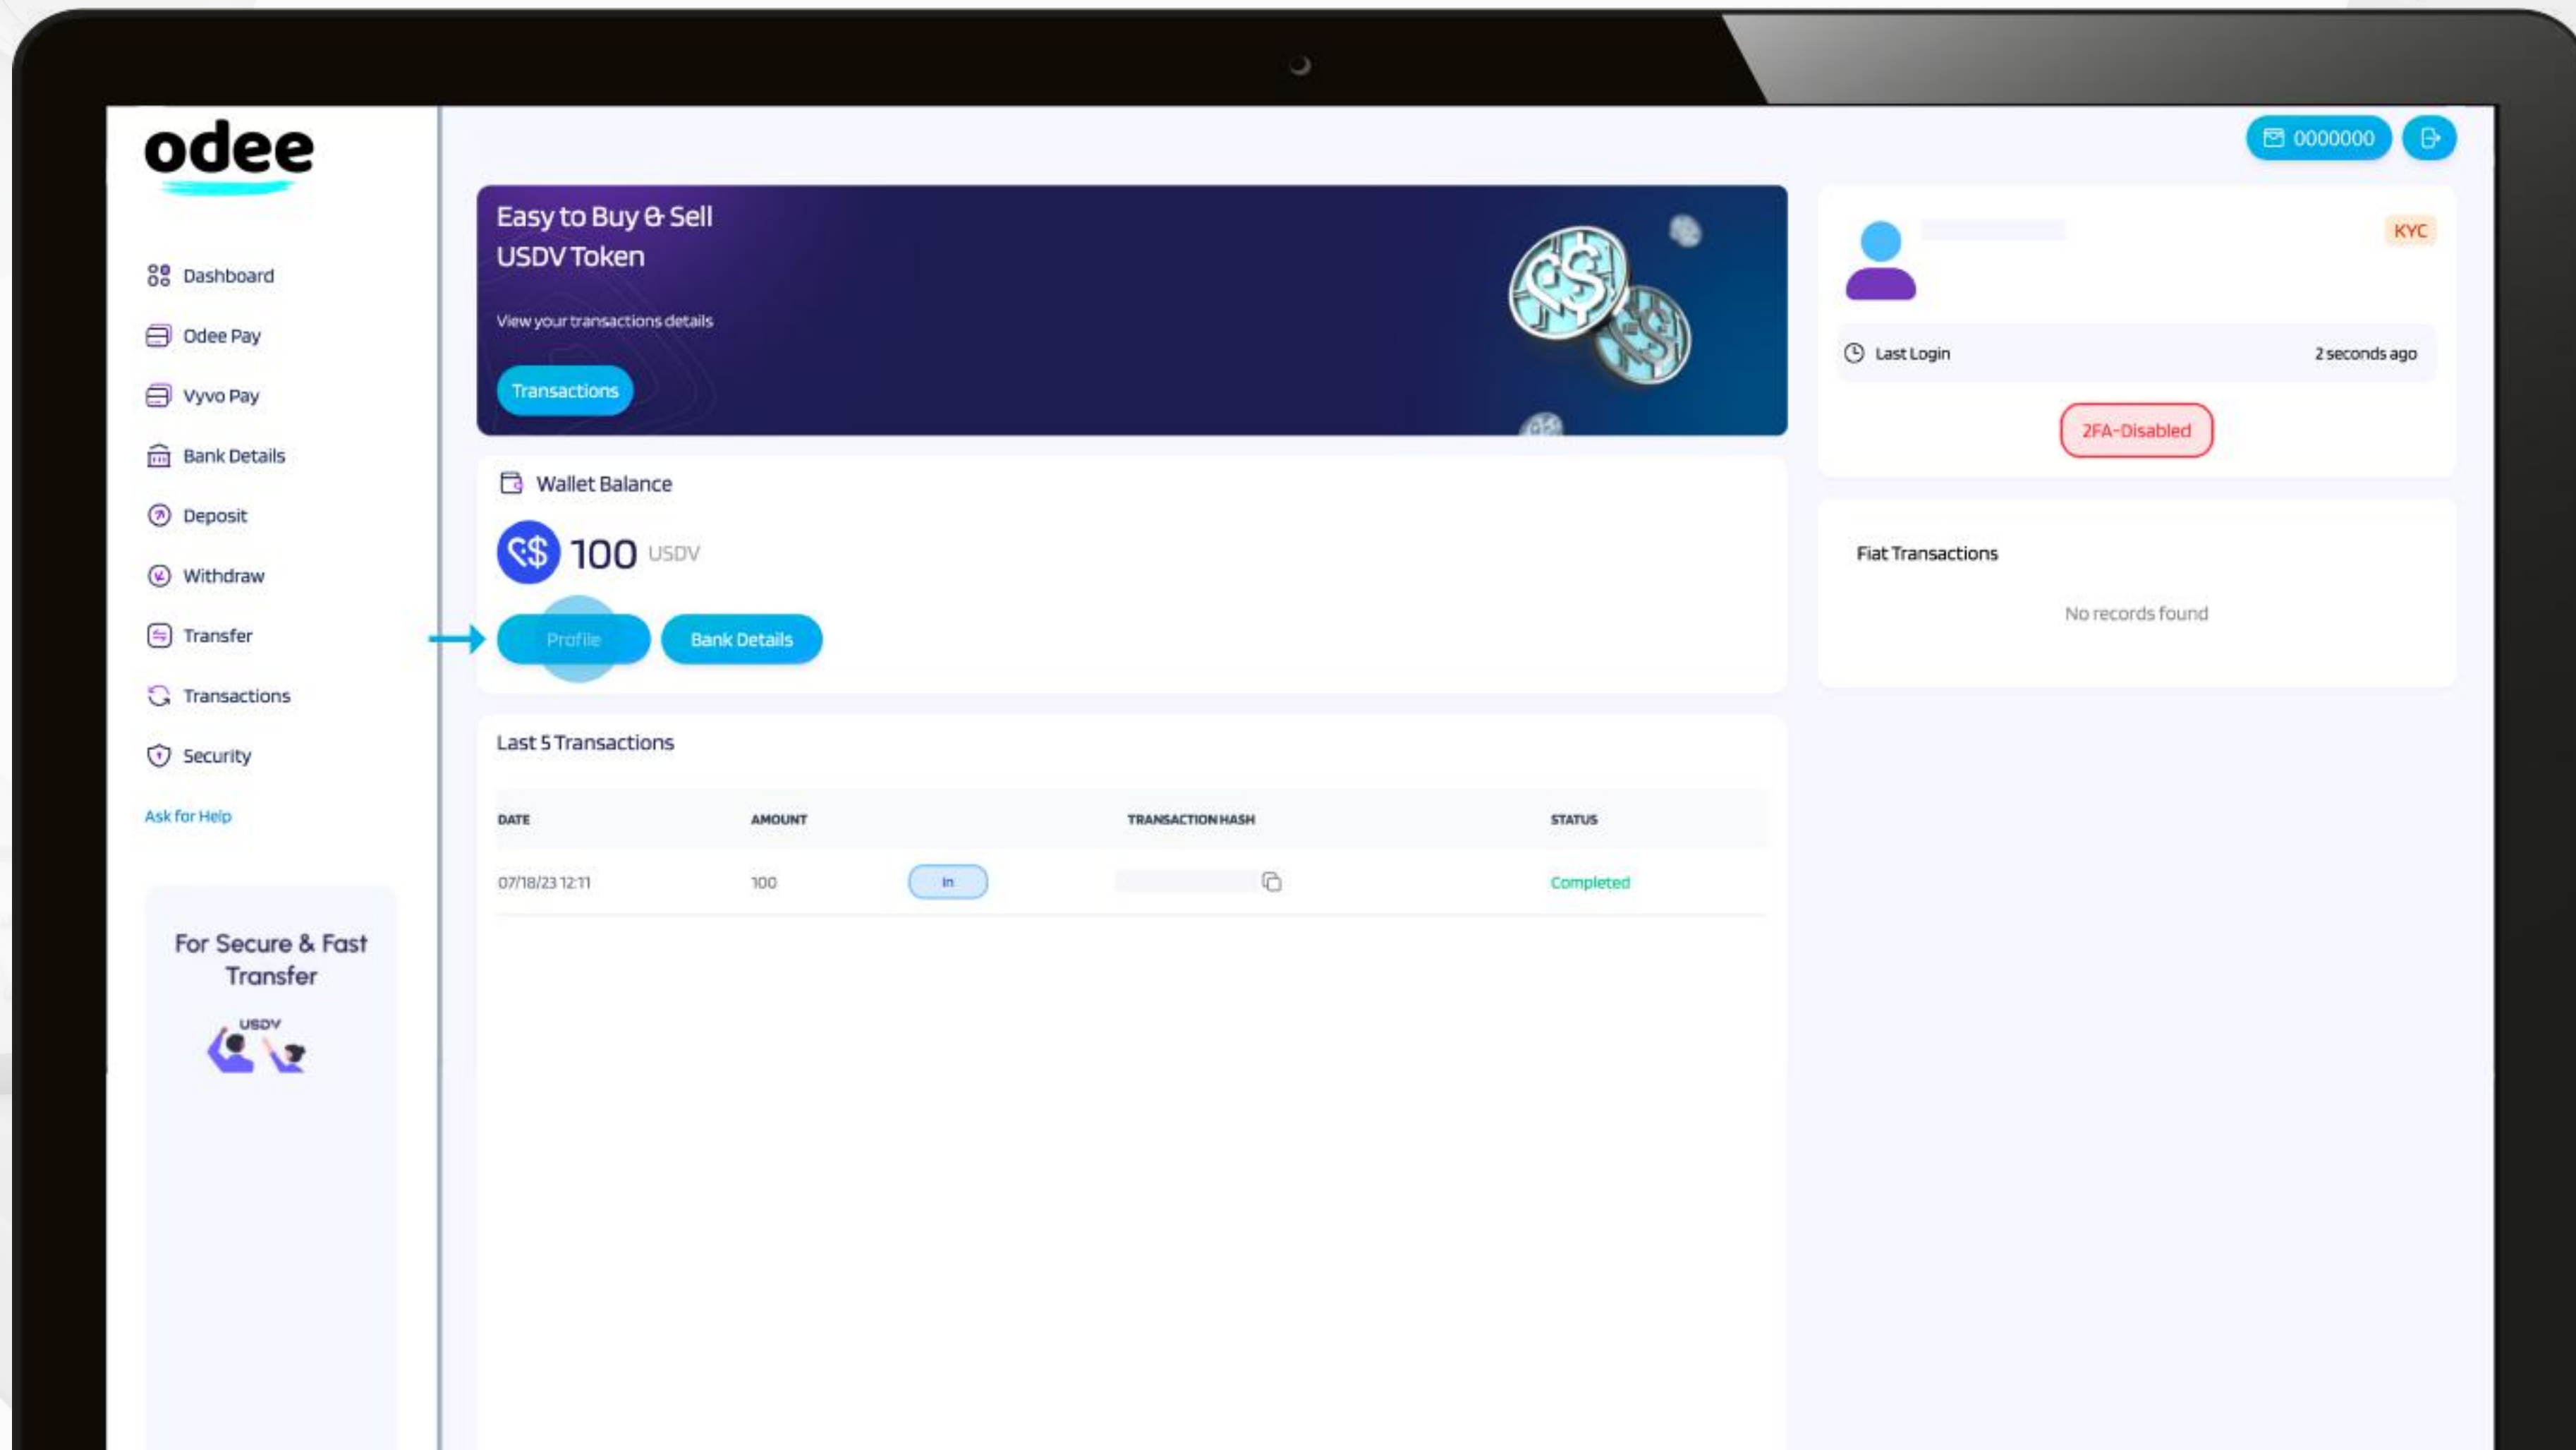 odee
Dashboard
Odee Pay
Vyvo Pay
Bank Details
Deposit
Withdraw
Transfer
Transactions
Security
Ask for Help
For Secure & Fast
Transfer
USDV
0000000
Easy to Buy & Sell
USDV Token
View your transactions details
Transactions
Wallet Balance
100 USDV
Profile Bank Details
Last 5 Transactions
DATE AMOUNT TRANSACTION HASH STATUS
07/18/23 12:11 100 In Completed
KYC
Last Login 2 seconds ago
2FA-Disabled
Fiat Transactions
No records found